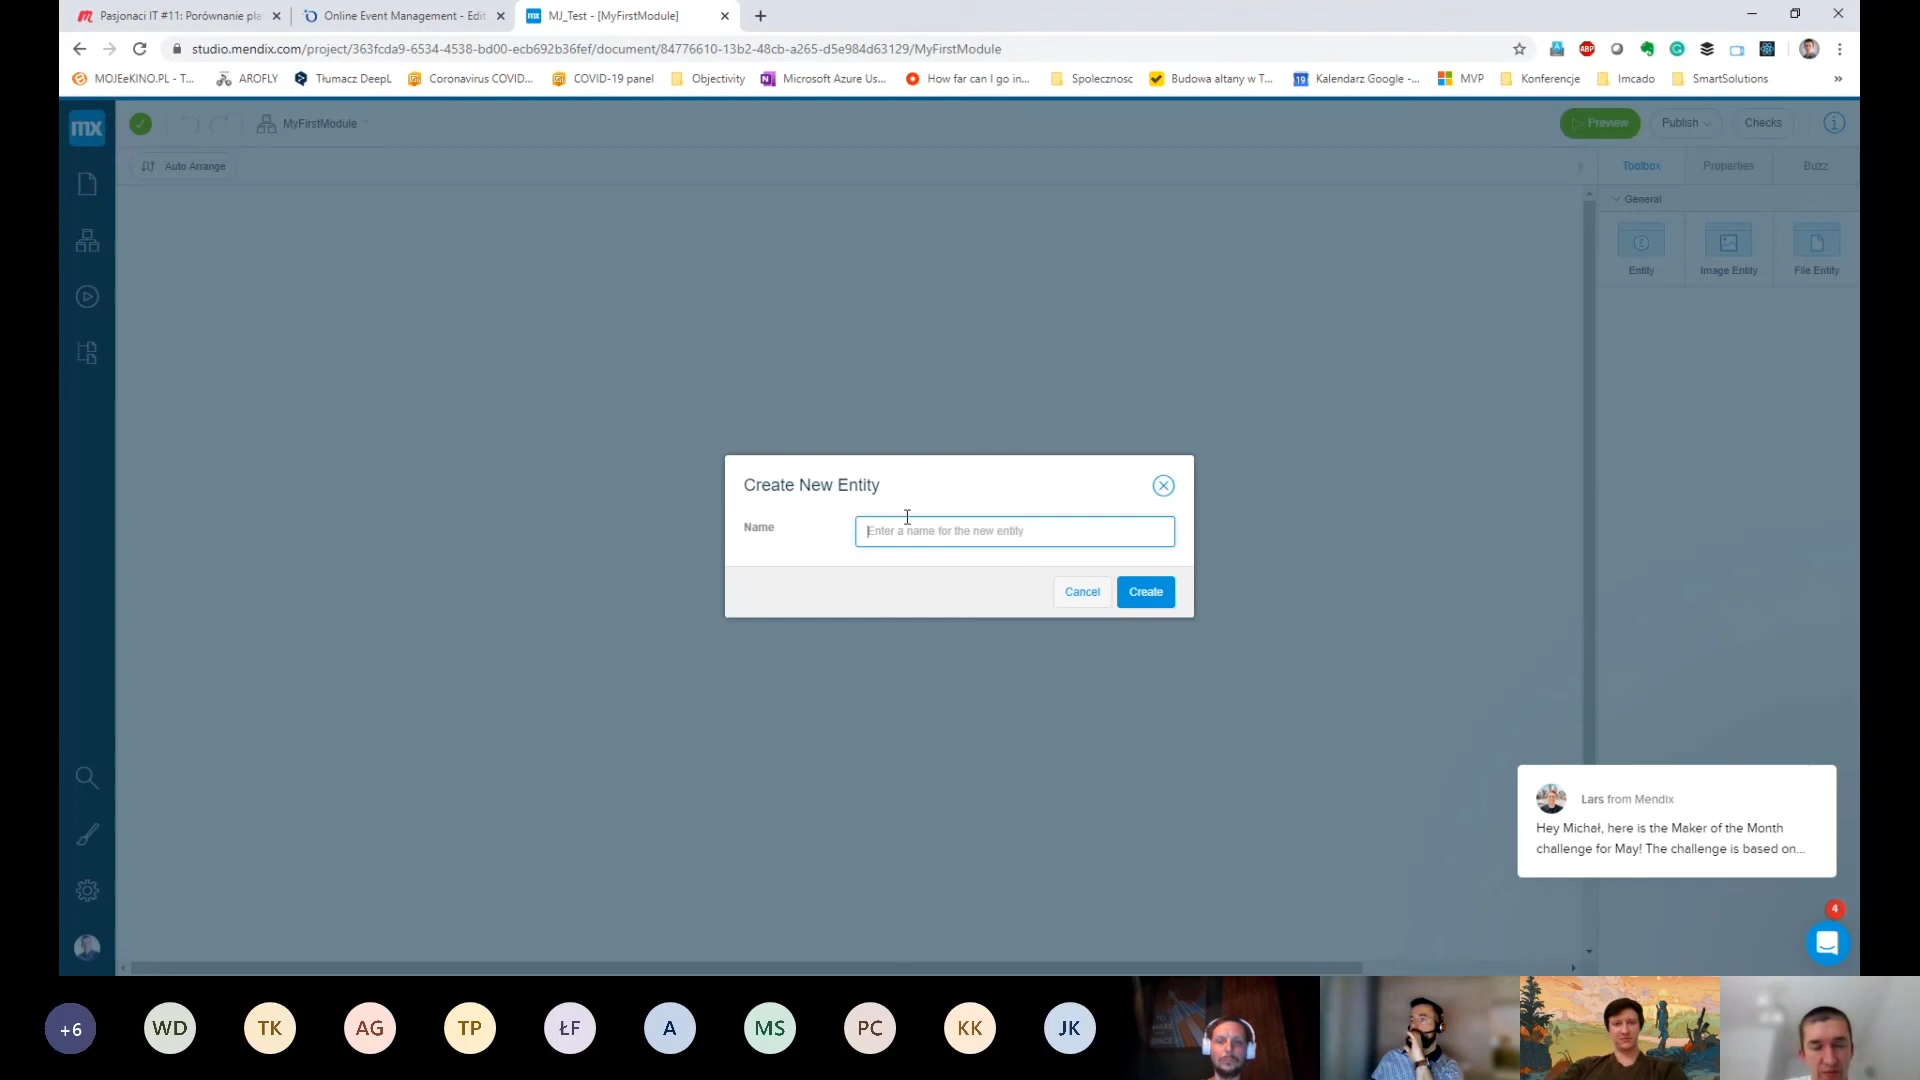 Pasjonaci IT #11: Porównanie plat
Online Event Management - Edit
mx MJ_Test - [MyFirstModule]
studio.mendix.com/project/363fcda9-6534-4538-bd00-ecb692b36fef/document/84776610-13b2-48cb-a265-d5e984d63129/MyFirstModule
ABP
MOJEeKINO.PL - T...
AROFLY
Tłumacz DeepL
Coronavirus COVID...
COVID-19 panel
Objectivity
Microsoft Azure Us...
How far can I go in...
Spolecznosc
Budowa altany w T...
19 Kalendarz Google -...
MVP
Konferencje
Imcado
SmartSolutions
»
mx
MyFirstModule
Preview
Publish
Checks
Auto Arrange
Toolbox
Properties
Buzz
General
Entity
Image Entity
File Entity
Create New Entity
Name
Enter a name for the new entity
Cancel
Create
Lars from Mendix
Hey Michał, here is the Maker of the Month
challenge for May! The challenge is based on...
4
+6
WD
TK
AG
TP
ŁF
A
MS
PC
KK
JK